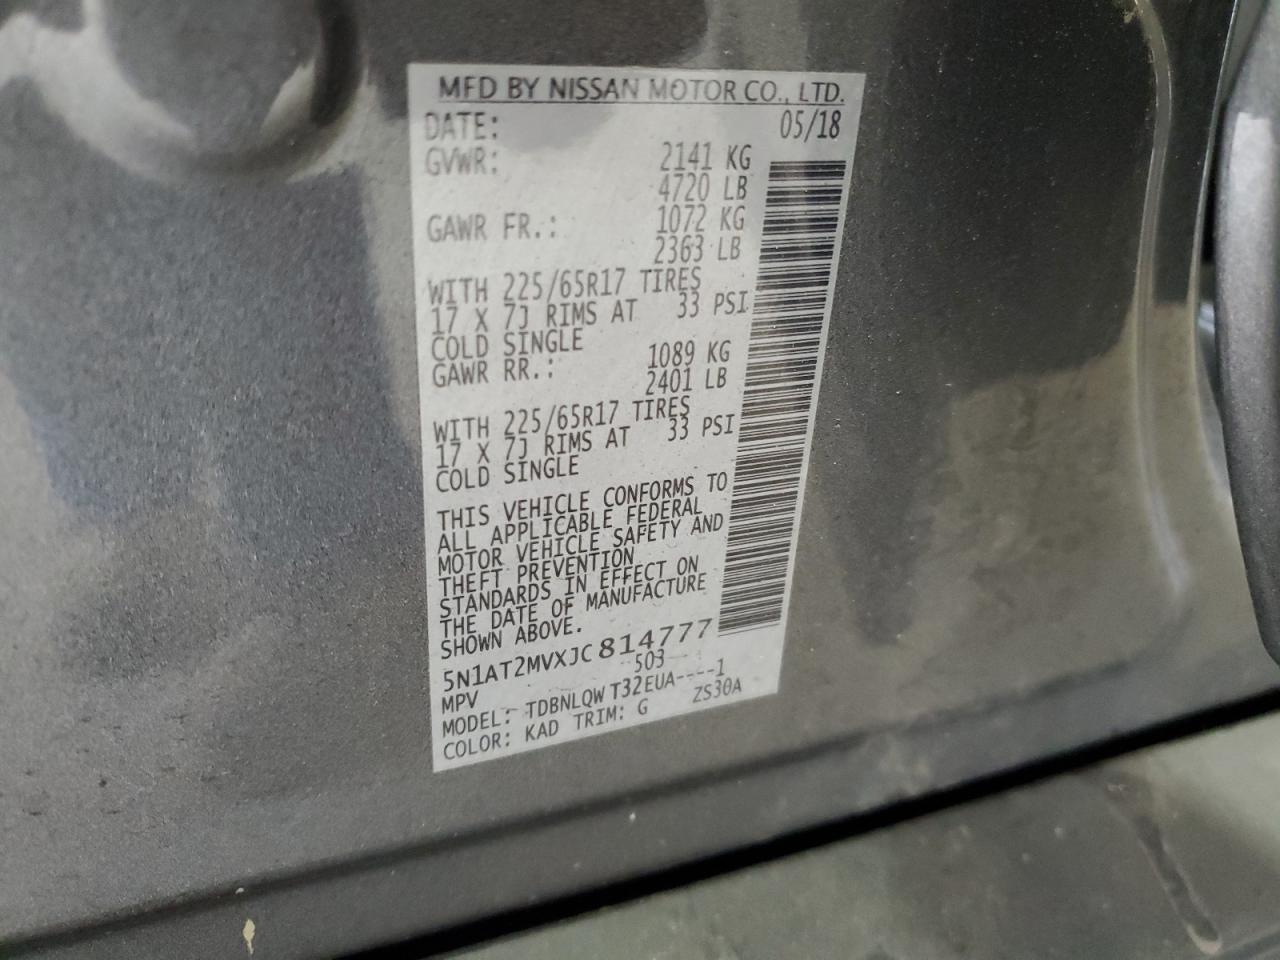 MFD BY NISSAN MOTOR CO., LTD.
DATE: 05/18
GVWR: 2141 KG
4720 LB
GAWR FR.: 1072 KG
2363 LB
WITH 225/65R17 TIRES
17 X 7J RIMS AT 33 PSI
COLD SINGLE
GAWR RR.: 1089 KG
2401 LB
WITH 225/65R17 TIRES
17 X 7J RIMS AT 33 PSI
COLD SINGLE
THIS VEHICLE CONFORMS TO
ALL APPLICABLE FEDERAL
MOTOR VEHICLE SAFETY AND
THEFT PREVENTION
STANDARDS IN EFFECT ON
THE DATE OF MANUFACTURE
SHOWN ABOVE.
5N1AT2MVXJC814777
MPV 503
MODEL: TDBNLQWT32EUA----1
COLOR: KAD TRIM: G ZS30A